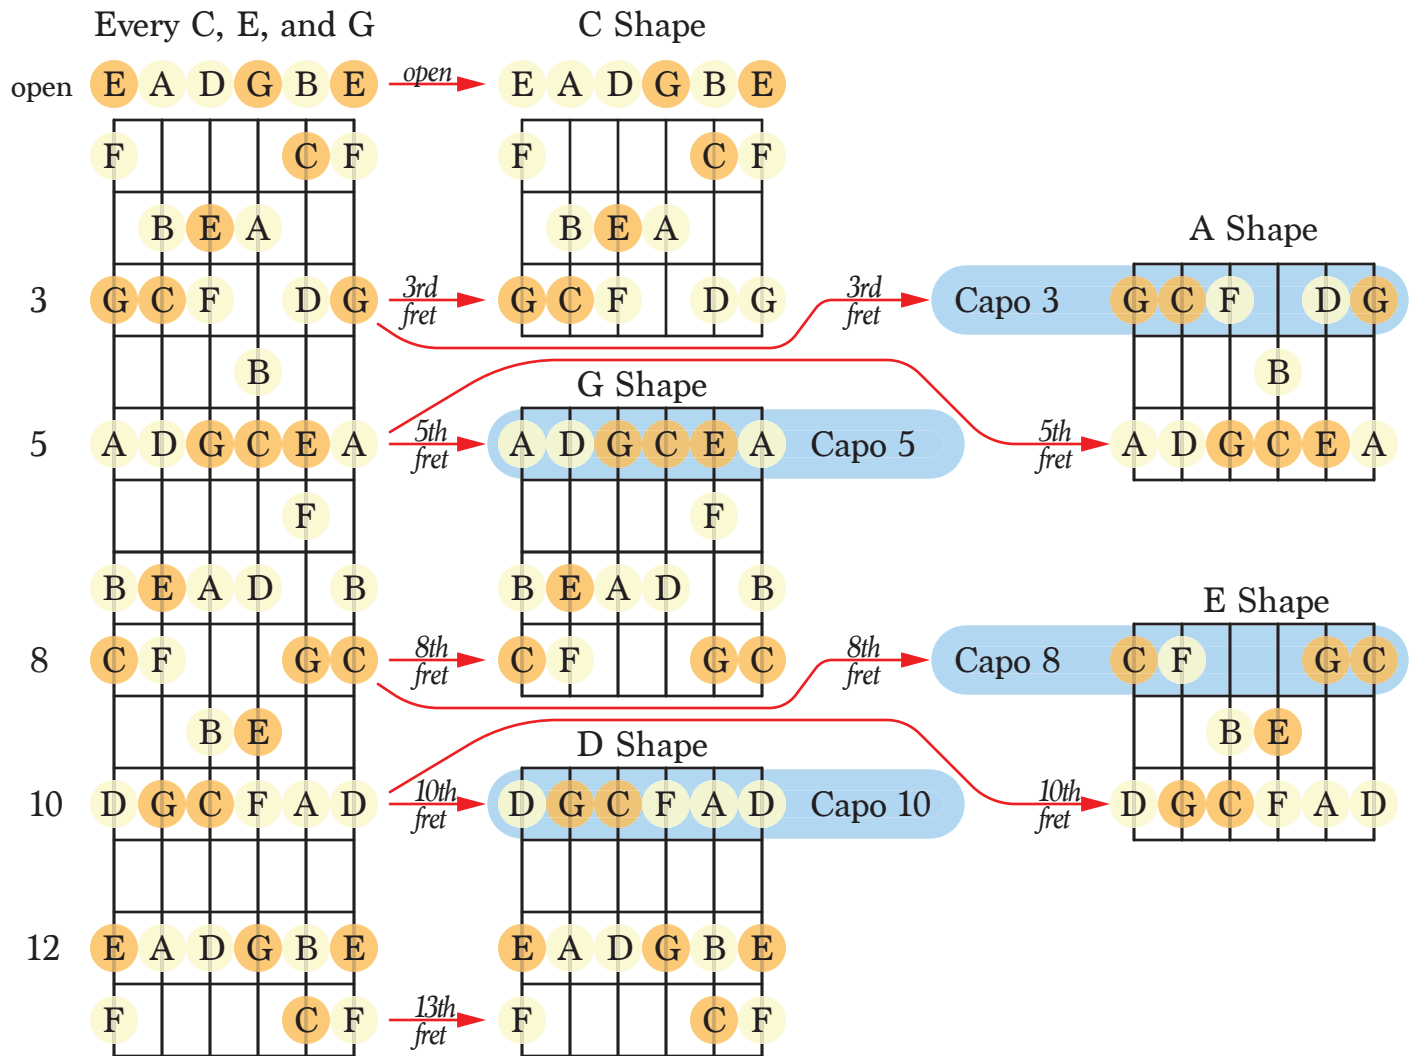 Every C, E, and G
open E A D G B E
F C F
B E A
3 G C F D G
B
5 A D G C E A
F
B E A D B
8 C F G C
B E
10 D G C F A D
12 E A D G B E
F C F
open
3rd
fret
3rd
fret
5th
fret
5th
fret
8th
fret
8th
fret
10th
fret
10th
fret
13th
fret
C Shape
E A D G B E
F C F
B E A
G C F D G
A Shape
Capo 3 G C F D G
B
A D G C E A
G Shape
A D G C E A Capo 5
F
B E A D B
C F G C
E Shape
Capo 8 C F G C
B E
D G C F A D
D Shape
D G C F A D Capo 10
E A D G B E
F C F